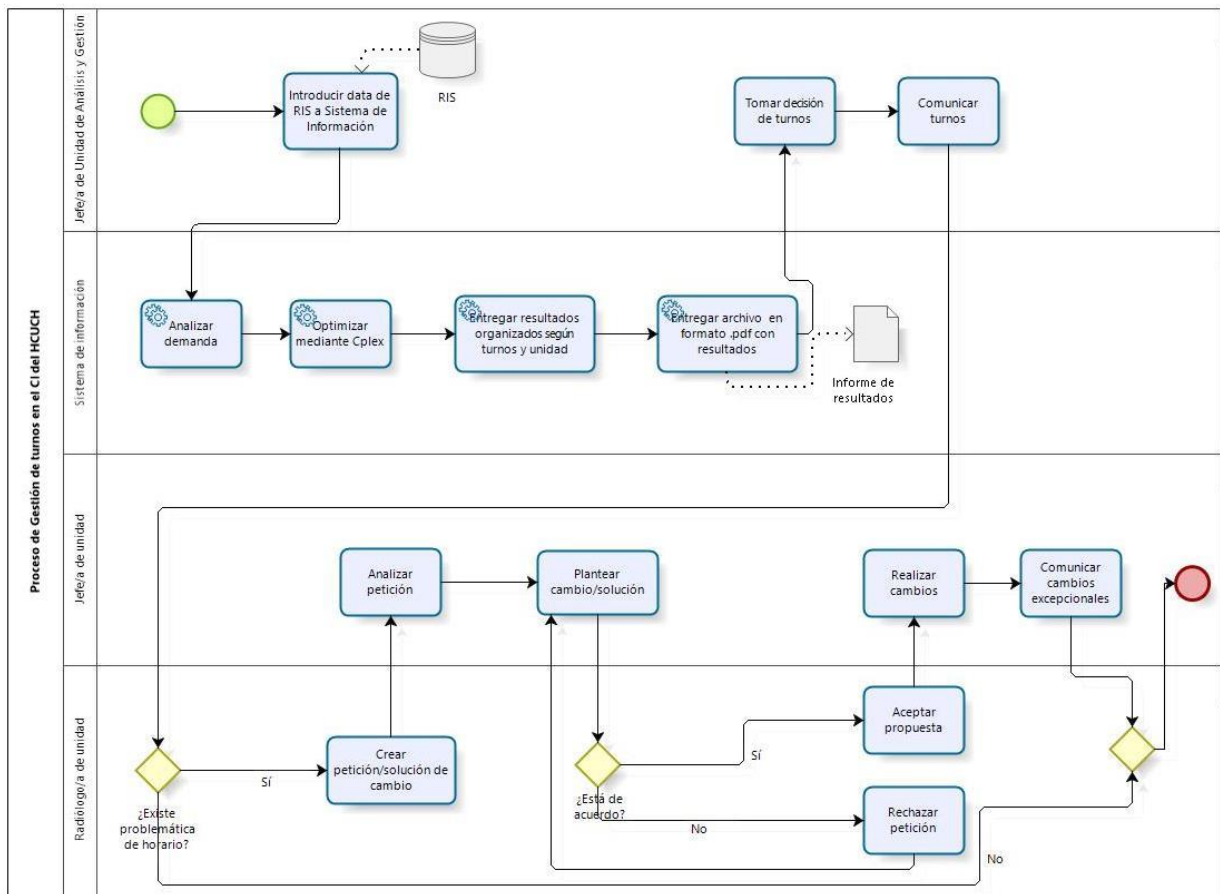 Proceso de Gestión de turnos en el CI del HCUCH
Jefe/a de Unidad de Análisis y Gestión
Introducir data de
RIS a Sistema de
Información
RIS
Tomar decisión
de turnos
Comunicar
turnos
Sistema de información
Analizar
demanda
Optimizar
mediante Cplex
Entregar resultados
organizados según
turnos y unidad
Entregar archivo en
formato .pdf con
resultados
Informe de
resultados
Jefe/a de unidad
Analizar
petición
Plantear
cambio/solución
Realizar
cambios
Comunicar
cambios
excepcionales
Radiólogo/a de unidad
¿Existe
problemática
de horario?
Sí
Crear
petición/solución de
cambio
¿Está de
acuerdo?
Sí
Aceptar
propuesta
No
Rechazar
petición
No